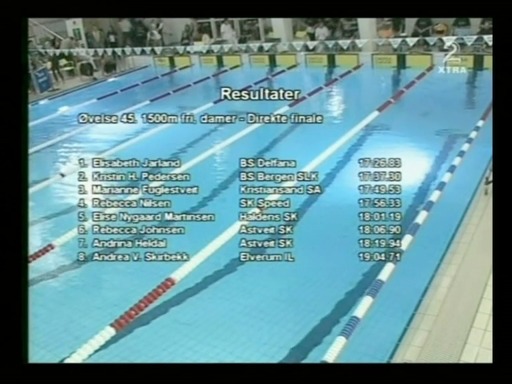 2
XTRA
Resultater
Øvelse 45, 1500m fri, damer - Direkte finale
1. Elisabeth Jarland BS Delfana 17:26.83
2. Kristin H. Pedersen BS Bergen SLK 17:37.30
3. Marianne Fuglestveit Kristiansand SA 17:49.53
4. Rebecca Nilsen SK Speed 17:56.33
5. Elise Nygaard Martinsen Haldens SK 18:01.19
6. Rebecca Johnsen Astveit SK 18:06.90
7. Andrina Heldal Astveit SK 18:19.94
8. Andrea V. Skirbekk Elverum IL 19:04.71